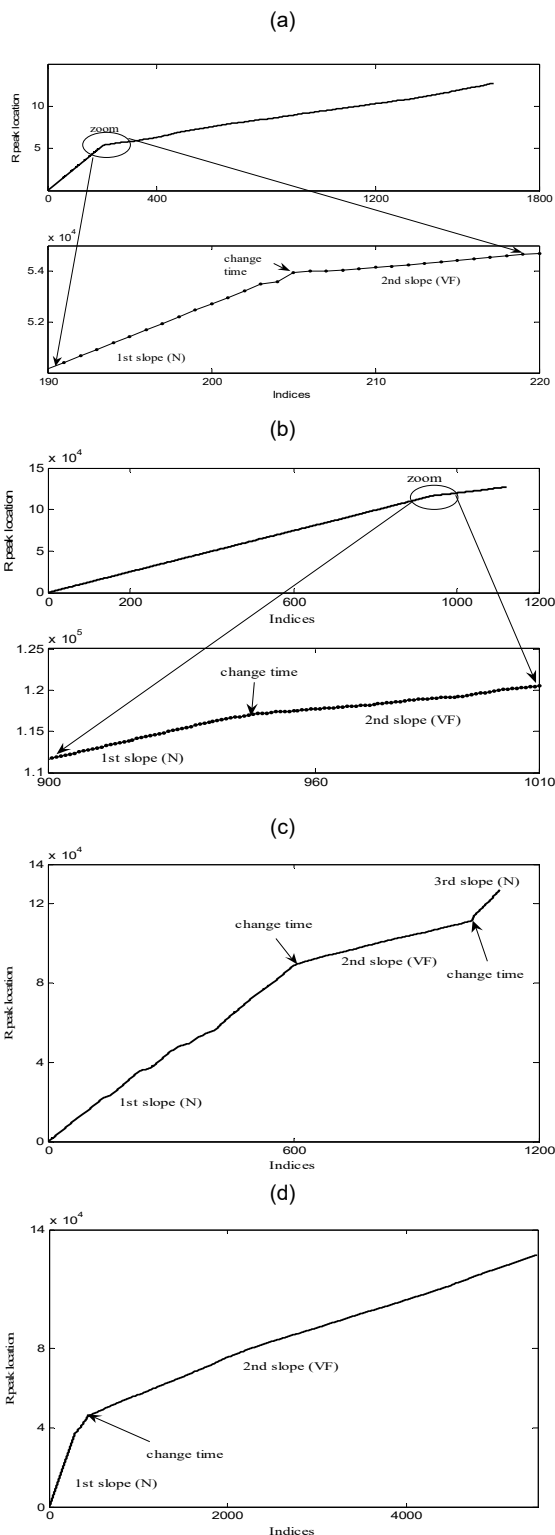 (a)
R peak location
10
5
zoom
0
400
1200
1800
x 10^4
5.4
5.2
change
time
2nd slope (VF)
1st slope (N)
190
200
210
220
Indices
(b)
x 10^4
R peak location
15
10
5
0
zoom
0
200
600
1000
1200
Indices
x 10^5
1.25
1.2
1.15
1.1
change time
1st slope (N)
2nd slope (VF)
900
960
1010
(c)
x 10^4
R peak location
14
12
8
4
0
3rd slope (N)
change time
2nd slope (VF)
change time
1st slope (N)
0
600
1200
Indices
(d)
x 10^4
R peak location
14
8
4
0
2nd slope (VF)
change time
1st slope (N)
0
2000
4000
Indices